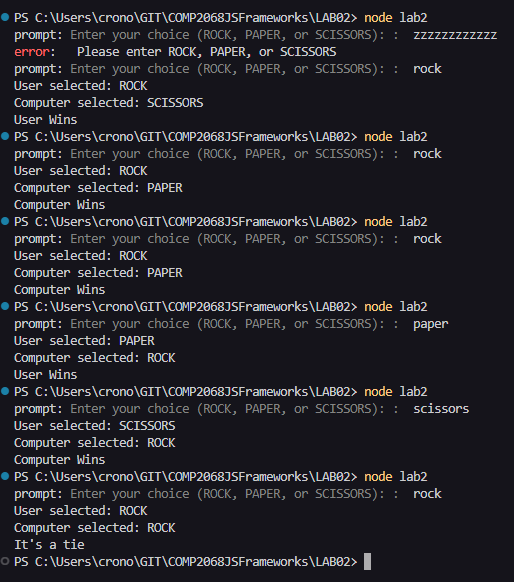 PS C:\Users\crono\GIT\COMP2068JSFrameworks\LAB02> node lab2
prompt: Enter your choice (ROCK, PAPER, or SCISSORS): :  zzzzzzzzzzzz
error:   Please enter ROCK, PAPER, or SCISSORS
prompt: Enter your choice (ROCK, PAPER, or SCISSORS): :  rock
User selected: ROCK
Computer selected: SCISSORS
User Wins
PS C:\Users\crono\GIT\COMP2068JSFrameworks\LAB02> node lab2
prompt: Enter your choice (ROCK, PAPER, or SCISSORS): :  rock
User selected: ROCK
Computer selected: PAPER
Computer Wins
PS C:\Users\crono\GIT\COMP2068JSFrameworks\LAB02> node lab2
prompt: Enter your choice (ROCK, PAPER, or SCISSORS): :  rock
User selected: ROCK
Computer selected: PAPER
Computer Wins
PS C:\Users\crono\GIT\COMP2068JSFrameworks\LAB02> node lab2
prompt: Enter your choice (ROCK, PAPER, or SCISSORS): :  paper
User selected: PAPER
Computer selected: ROCK
User Wins
PS C:\Users\crono\GIT\COMP2068JSFrameworks\LAB02> node lab2
prompt: Enter your choice (ROCK, PAPER, or SCISSORS): :  scissors
User selected: SCISSORS
Computer selected: ROCK
Computer Wins
PS C:\Users\crono\GIT\COMP2068JSFrameworks\LAB02> node lab2
prompt: Enter your choice (ROCK, PAPER, or SCISSORS): :  rock
User selected: ROCK
Computer selected: ROCK
It's a tie
PS C:\Users\crono\GIT\COMP2068JSFrameworks\LAB02>